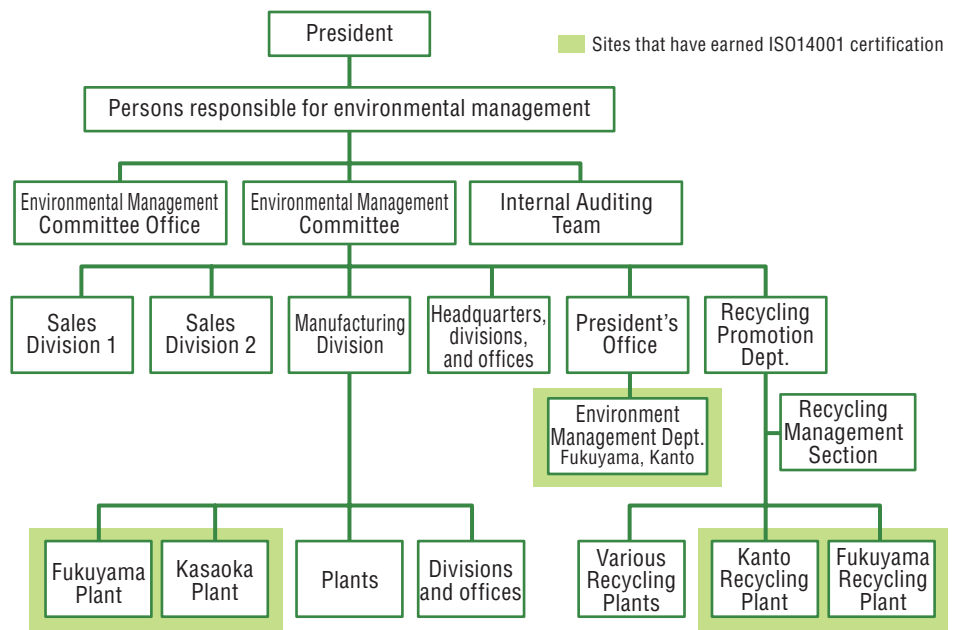 President
Sites that have earned ISO14001 certification
Persons responsible for environmental management
Environmental Management
Committee Office
Environmental Management
Committee
Internal Auditing
Team
Sales
Division 1
Sales
Division 2
Manufacturing
Division
Headquarters,
divisions,
and offices
President's
Office
Recycling
Promotion
Dept.
Environment
Management Dept.
Fukuyama, Kanto
Recycling
Management
Section
Fukuyama
Plant
Kasaoka
Plant
Plants
Divisions
and offices
Various
Recycling
Plants
Kanto
Recycling
Plant
Fukuyama
Recycling
Plant